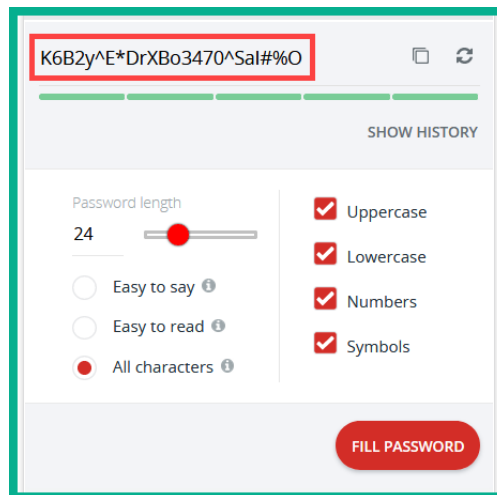 K6B2y^E*DrXBo3470^Sal#%O
SHOW HISTORY
Password length
24
Easy to say
Easy to read
All characters
Uppercase
Lowercase
Numbers
Symbols
FILL PASSWORD